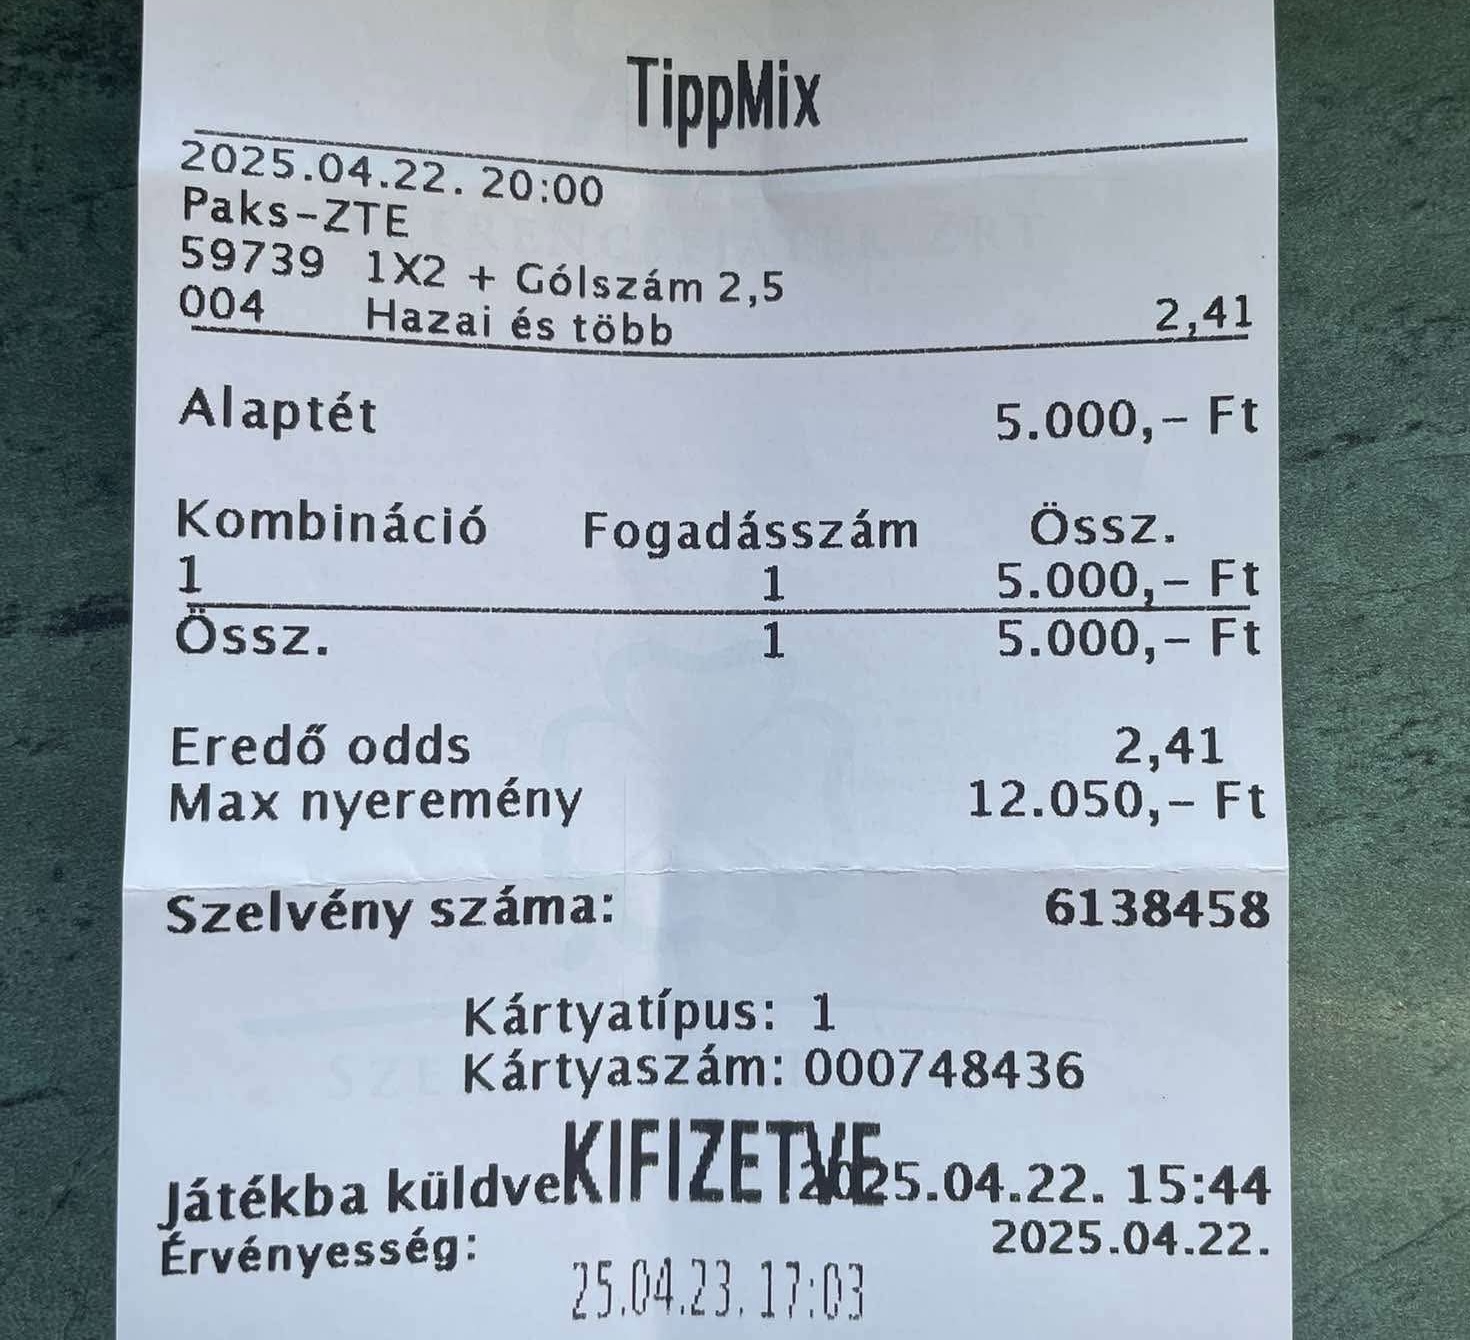 TippMix
2025.04.22. 20:00
Paks-ZTE
59739 1X2 + Gólszám 2,5
004 Hazai és több 2,41
Alaptét 5.000,- Ft
Kombináció Fogadásszám Össz.
1 1 5.000,- Ft
Össz. 1 5.000,- Ft
Eredő odds 2,41
Max nyeremény 12.050,- Ft
Szelvény száma: 6138458
Kártyatípus: 1
Kártyaszám: 000748436
KIFIZETVE
Játékba küldve 2025.04.22. 15:44
Érvényesség: 2025.04.22.
25.04.23. 17:03